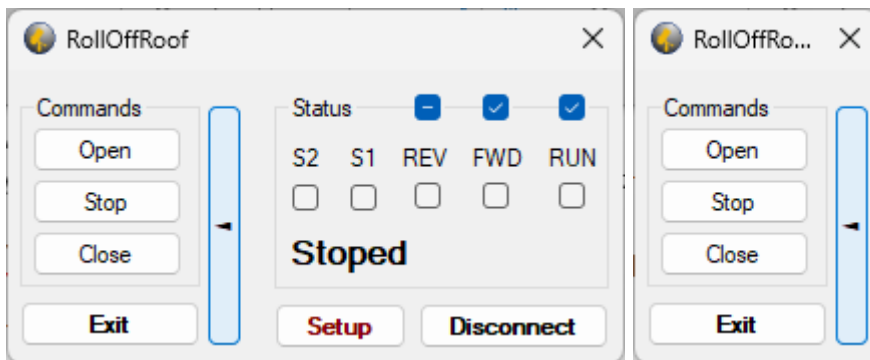 RollOffRoof
Commands
Open
Stop
Close
Exit
Status
S2 S1 REV FWD RUN
Stoped
Setup
Disconnect
RollOffRo...
Commands
Open
Stop
Close
Exit